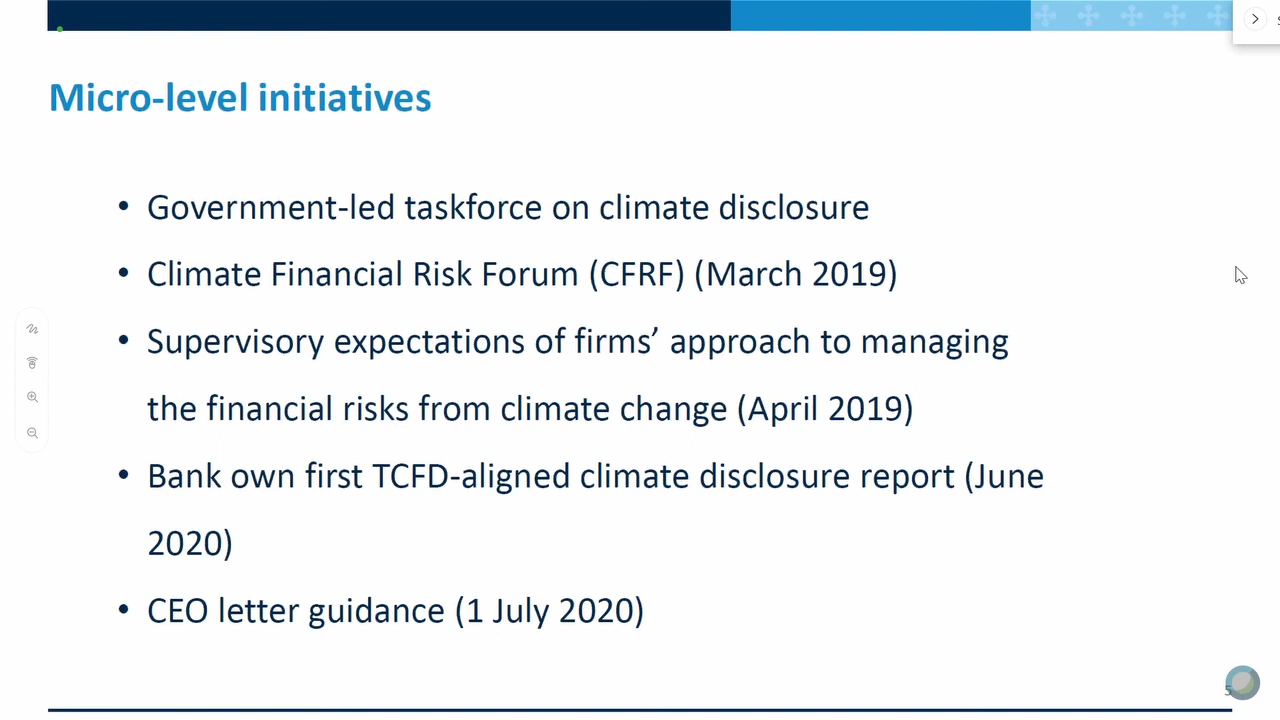 Micro-level initiatives
• Government-led taskforce on climate disclosure
• Climate Financial Risk Forum (CFRF) (March 2019)
• Supervisory expectations of firms’ approach to managing
the financial risks from climate change (April 2019)
• Bank own first TCFD-aligned climate disclosure report (June
2020)
• CEO letter guidance (1 July 2020)
5